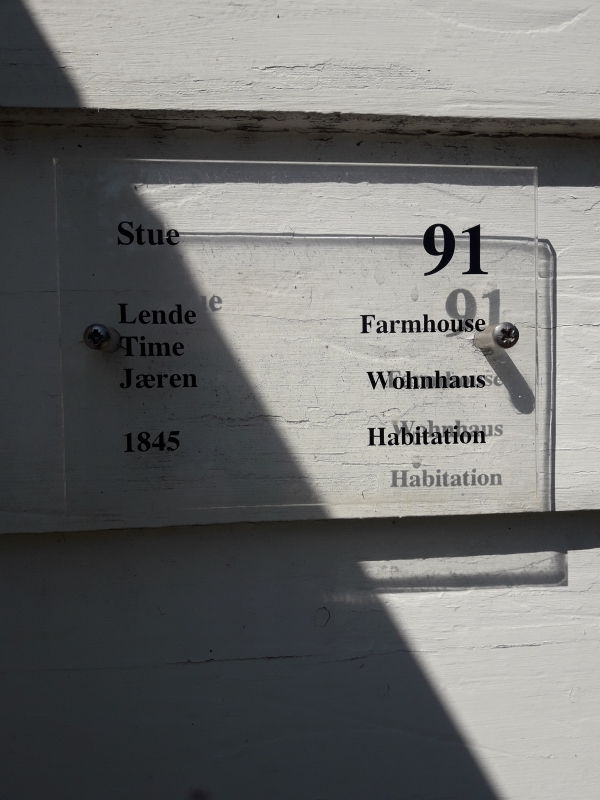 Stue
91
Lende
Time
Jæren
1845
Farmhouse
Wohnhaus
Habitation